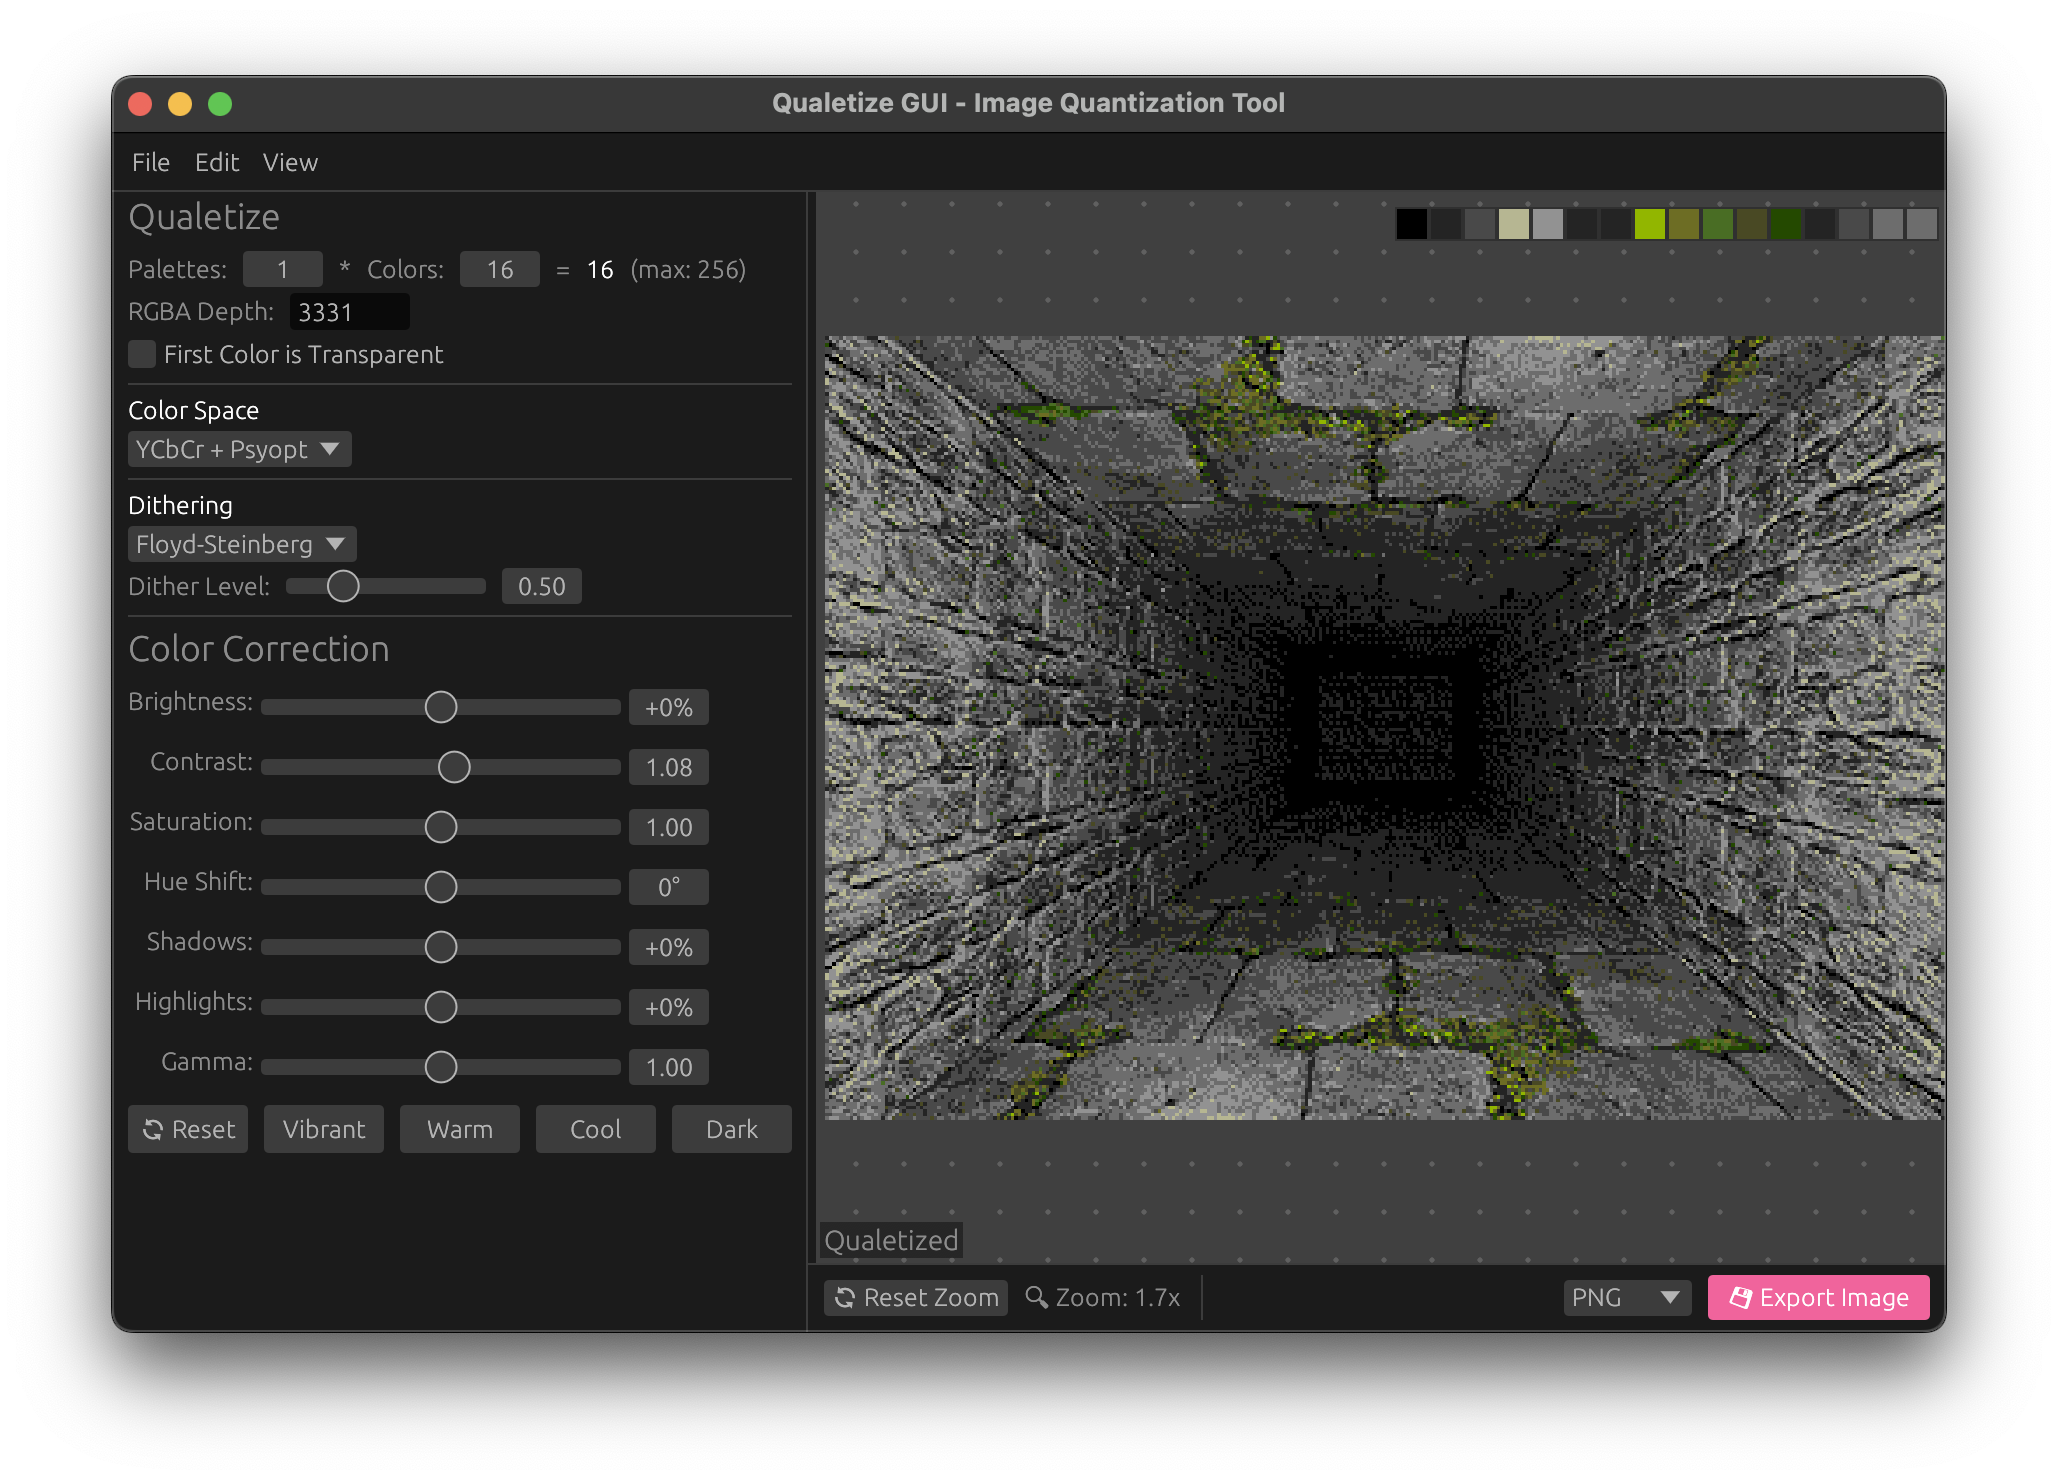 Qualetize GUI - Image Quantization Tool
File Edit View
Qualetize
Palettes: 1 * Colors: 16 = 16 (max: 256)
RGBA Depth: 3331
First Color is Transparent
Color Space
YCbCr + Psyopt
Dithering
Floyd-Steinberg
Dither Level: 0.50
Color Correction
Brightness: +0%
Contrast: 1.08
Saturation: 1.00
Hue Shift: 0°
Shadows: +0%
Highlights: +0%
Gamma: 1.00
Reset Vibrant Warm Cool Dark
Qualetized
Reset Zoom Zoom: 1.7x PNG Export Image